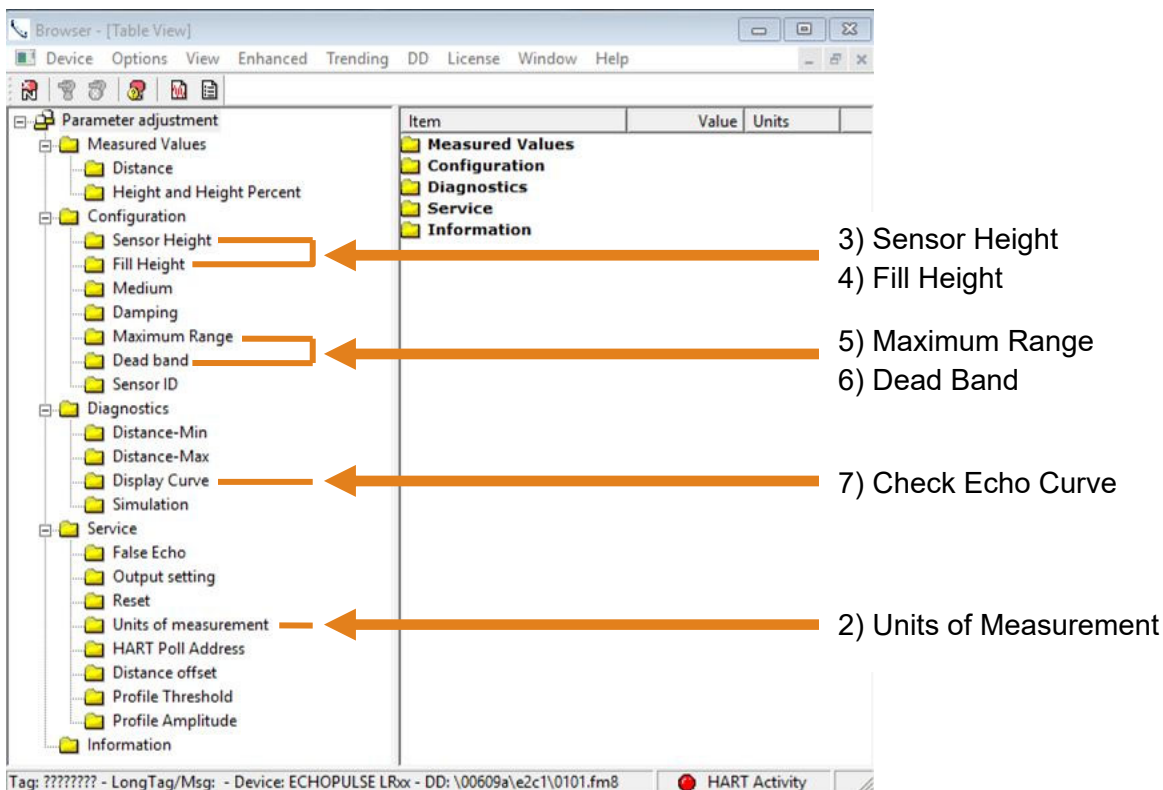 Browser - [Table View]
Device Options View Enhanced Trending DD License Window Help
Parameter adjustment
Measured Values
Distance
Height and Height Percent
Configuration
Sensor Height
Fill Height
Medium
Damping
Maximum Range
Dead band
Sensor ID
Diagnostics
Distance-Min
Distance-Max
Display Curve
Simulation
Service
False Echo
Output setting
Reset
Units of measurement
HART Poll Address
Distance offset
Profile Threshold
Profile Amplitude
Information
Item Value Units
Measured Values
Configuration
Diagnostics
Service
Information
3) Sensor Height
4) Fill Height
5) Maximum Range
6) Dead Band
7) Check Echo Curve
2) Units of Measurement
Tag: ???????? - LongTag/Msg: - Device: ECHOPULSE LRxx - DD: \00609a\e2c1\0101.fm8 HART Activity